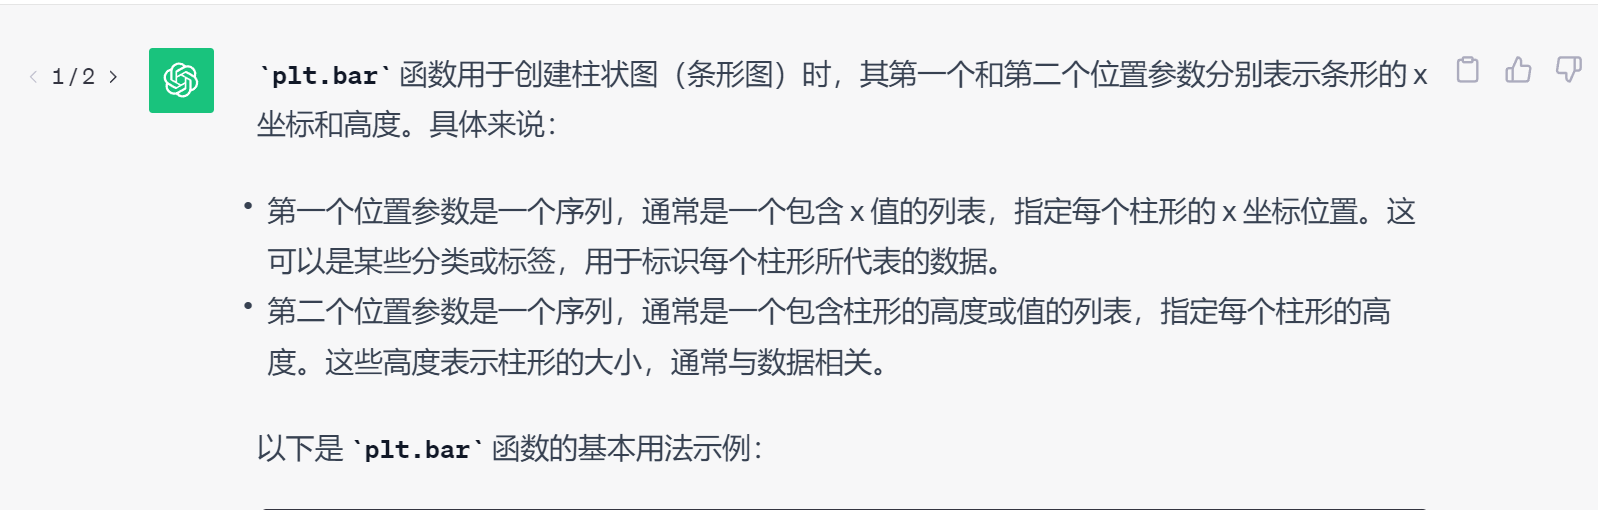 < 1/2 >
`plt.bar` 函数用于创建柱状图（条形图）时，其第一个和第二个位置参数分别表示条形的 x
坐标和高度。具体来说：
• 第一个位置参数是一个序列，通常是一个包含 x 值的列表，指定每个柱形的 x 坐标位置。这
可以是某些分类或标签，用于标识每个柱形所代表的数据。
• 第二个位置参数是一个序列，通常是一个包含柱形的高度或值的列表，指定每个柱形的高
度。这些高度表示柱形的大小，通常与数据相关。
以下是 `plt.bar` 函数的基本用法示例：